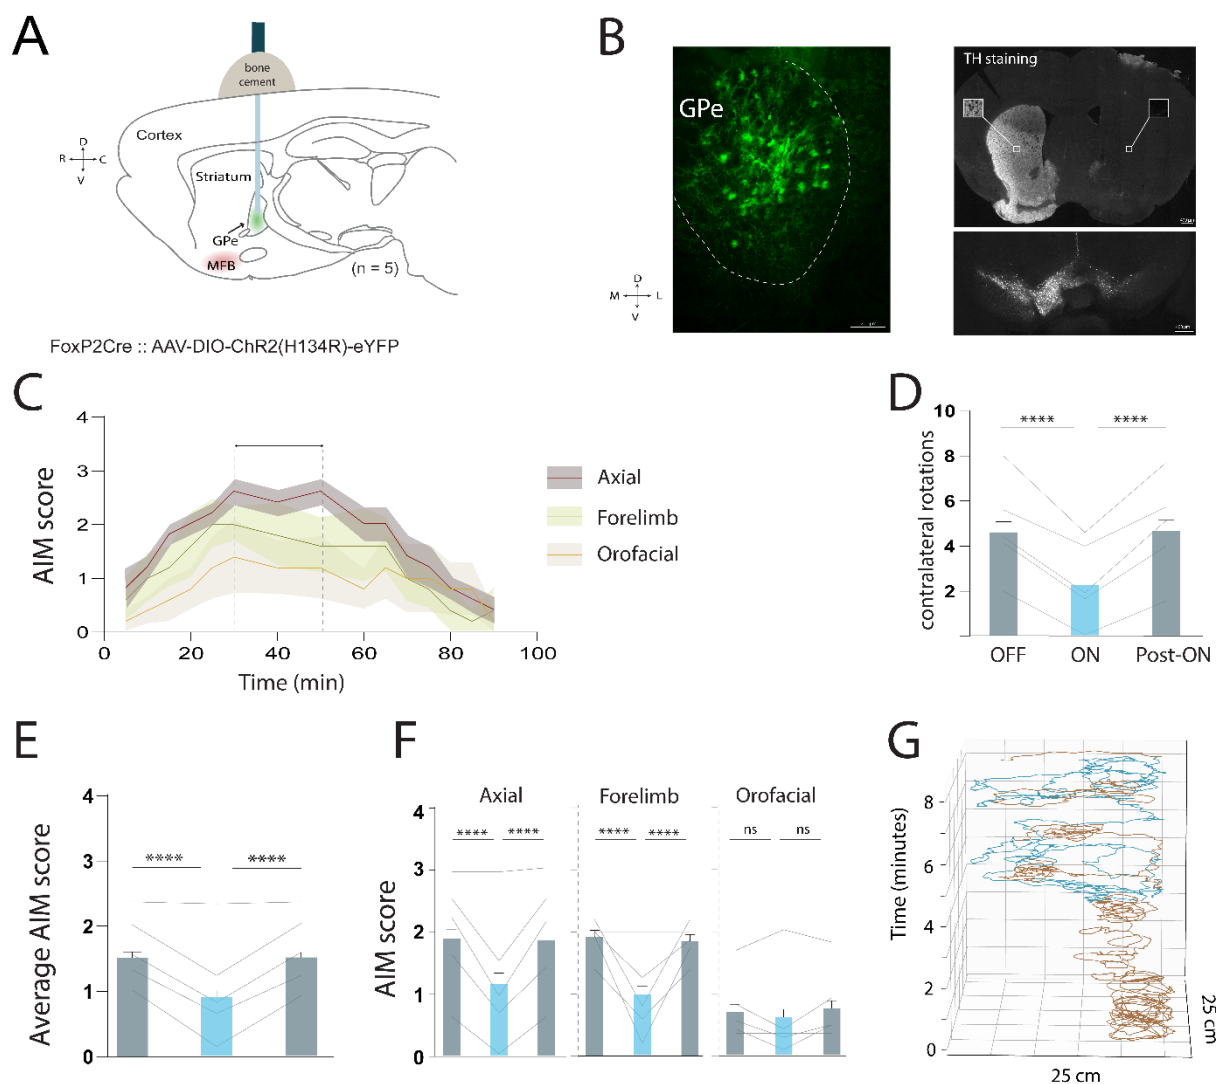 A
bone
cement
Cortex
D
R
C
V
Striatum
GPe
MFB
(n = 5)
FoxP2Cre :: AAV-DIO-ChR2(H134R)-eYFP
B
GPe
D
M
L
V
TH staining
C
AIM score
4
3
2
1
0
0
20
40
60
80
100
Time (min)
Axial
Forelimb
Orofacial
D
contralateral rotations
10
8
6
4
2
****
****
OFF
ON
Post-ON
E
Average AIM score
4
3
2
1
0
****
****
F
AIM score
4
3
2
1
0
Axial
Forelimb
Orofacial
****
****
****
****
ns
ns
G
Time (minutes)
8
6
4
2
0
25 cm
25 cm